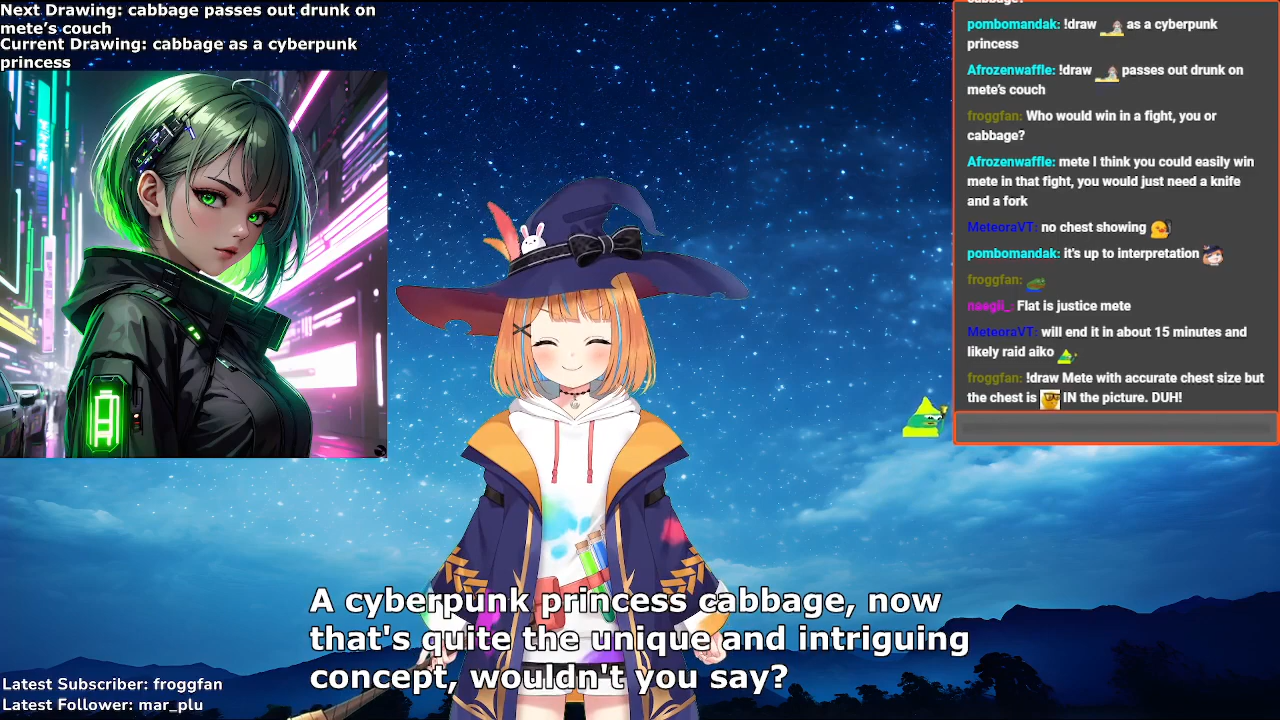 Next Drawing: cabbage passes out drunk on
mete’s couch
Current Drawing: cabbage as a cyberpunk
princess
pombomandak: !draw as a cyberpunk
princess
Afrozenwaffle: !draw passes out drunk on
mete's couch
froggfan: Who would win in a fight, you or
cabbage?
Afrozenwaffle: mete I think you could easily win
mete in that fight, you would just need a knife
and a fork
MeteoraVT: no chest showing
pombomandak: it's up to interpretation
froggfan:
naegii_: Flat is justice mete
MeteoraVT: will end it in about 15 minutes and
likely raid aiko
froggfan: !draw Mete with accurate chest size but
the chest is IN the picture. DUH!
A cyberpunk princess cabbage, now
that's quite the unique and intriguing
concept, wouldn't you say?
Latest Subscriber: froggfan
Latest Follower: mar_plu